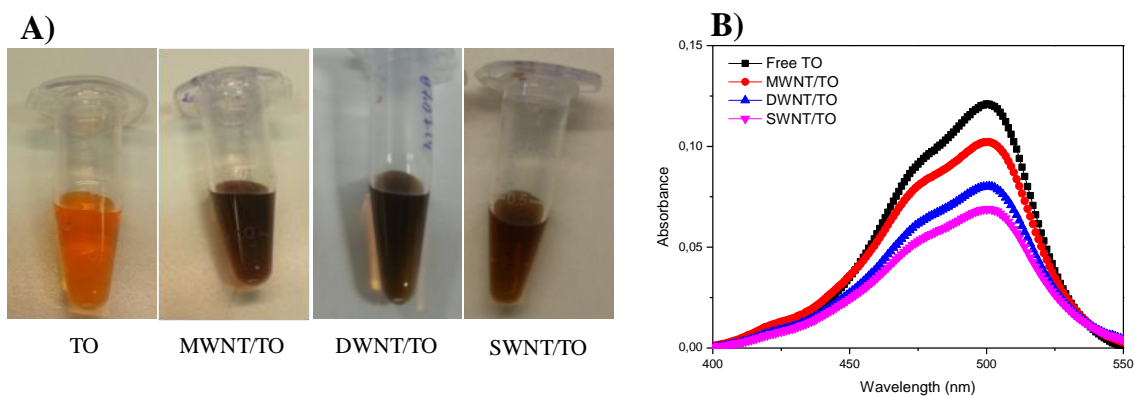 A)
TO
MWNT/TO
DWNT/TO
SWNT/TO
B)
Free TO
MWNT/TO
DWNT/TO
SWNT/TO
0,15
0,10
0,05
0,00
Absorbance
400
450
500
550
Wavelength (nm)